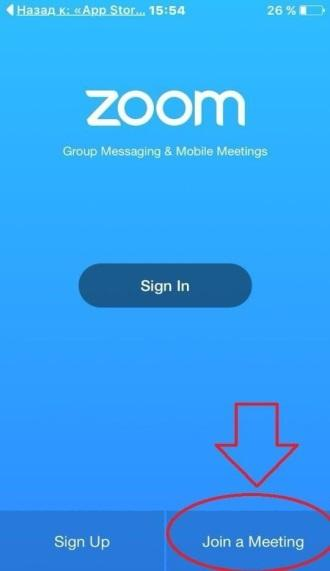 Назад к: «App Stor... 15:54 26 %
zoom
Group Messaging & Mobile Meetings
Sign In
Sign Up
Join a Meeting